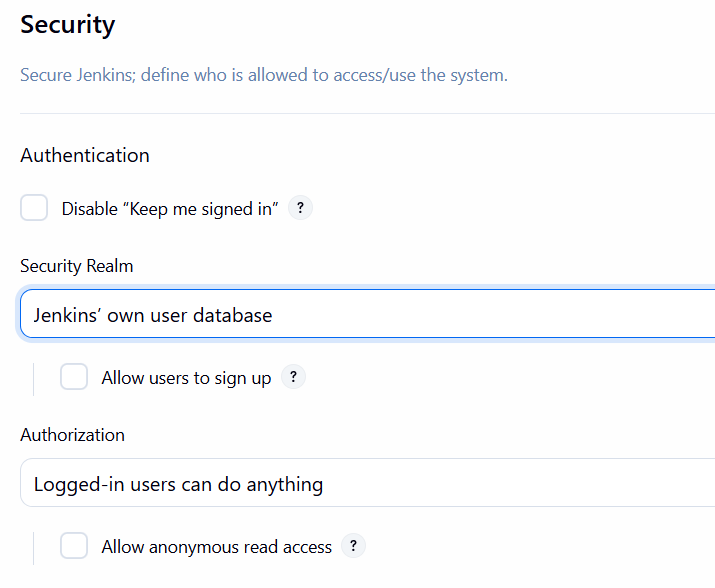 Security
Secure Jenkins; define who is allowed to access/use the system.
Authentication
Disable “Keep me signed in” ?
Security Realm
Jenkins’ own user database
Allow users to sign up ?
Authorization
Logged-in users can do anything
Allow anonymous read access ?